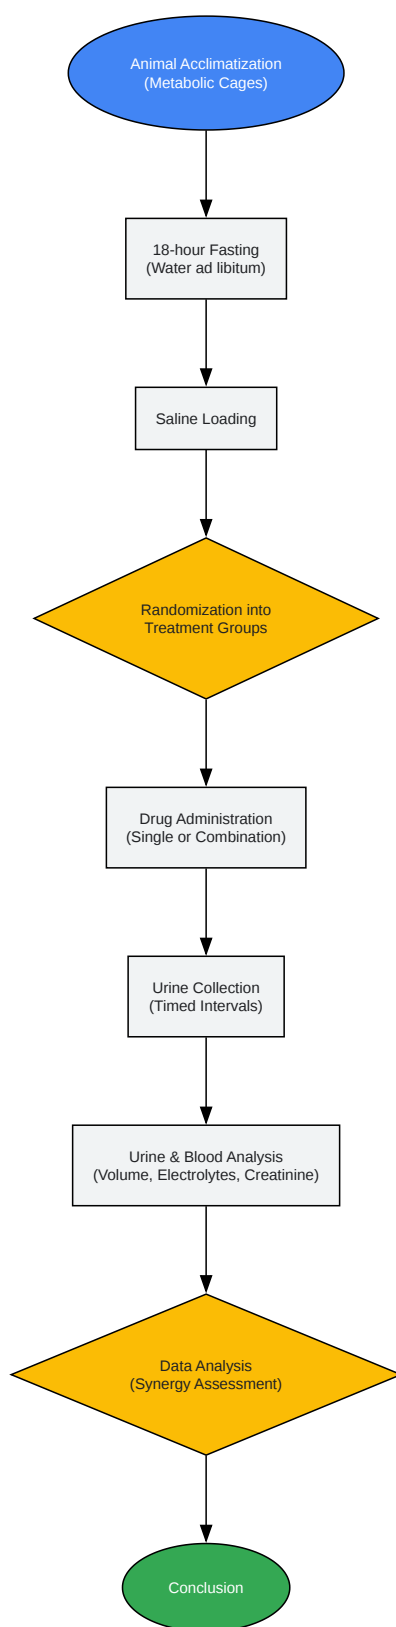 Animal Acclimatization
(Metabolic Cages)
18-hour Fasting
(Water ad libitum)
Saline Loading
Randomization into
Treatment Groups
Drug Administration
(Single or Combination)
Urine Collection
(Timed Intervals)
Urine & Blood Analysis
(Volume, Electrolytes, Creatinine)
Data Analysis
(Synergy Assessment)
Conclusion